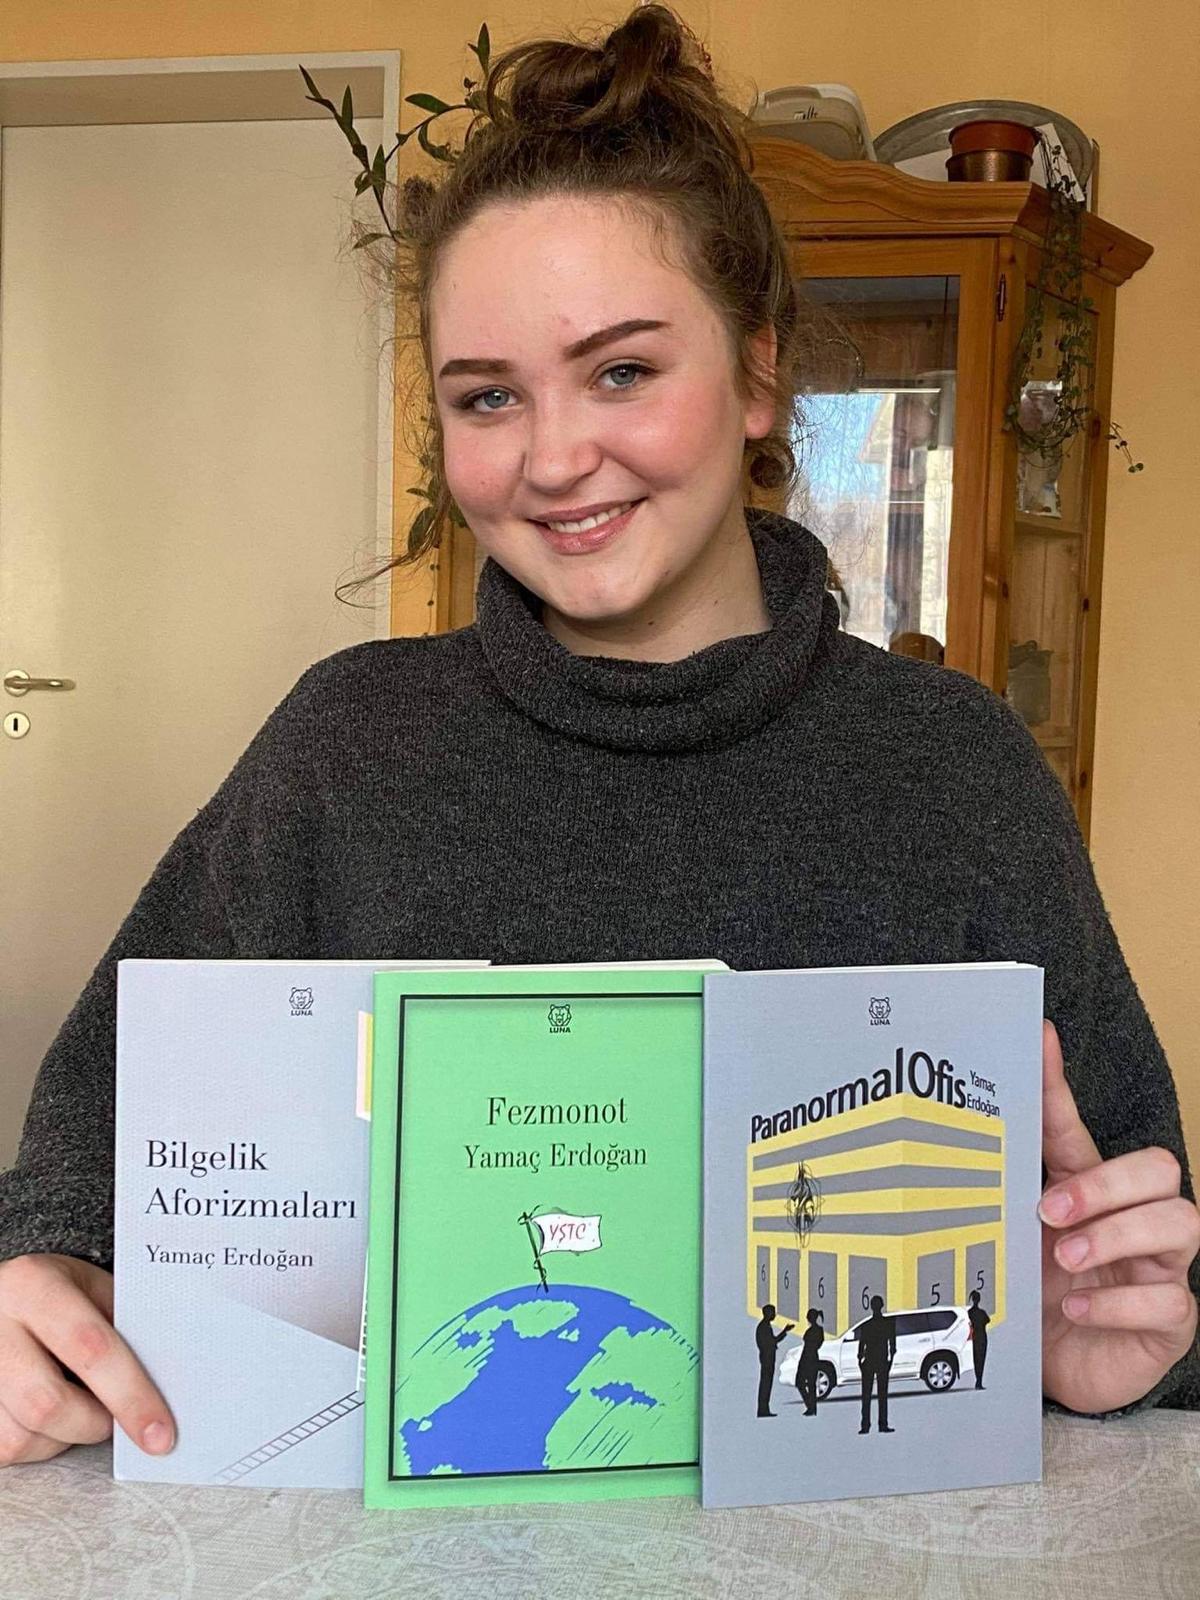 LUNA
Bilgelik
Aforizmaları
Yamaç Erdoğan
LUNA
Fezmonot
Yamaç Erdoğan
YŞTC
LUNA
Paranormal Ofis
Yamaç
Erdoğan
6 6 6 6 5 5